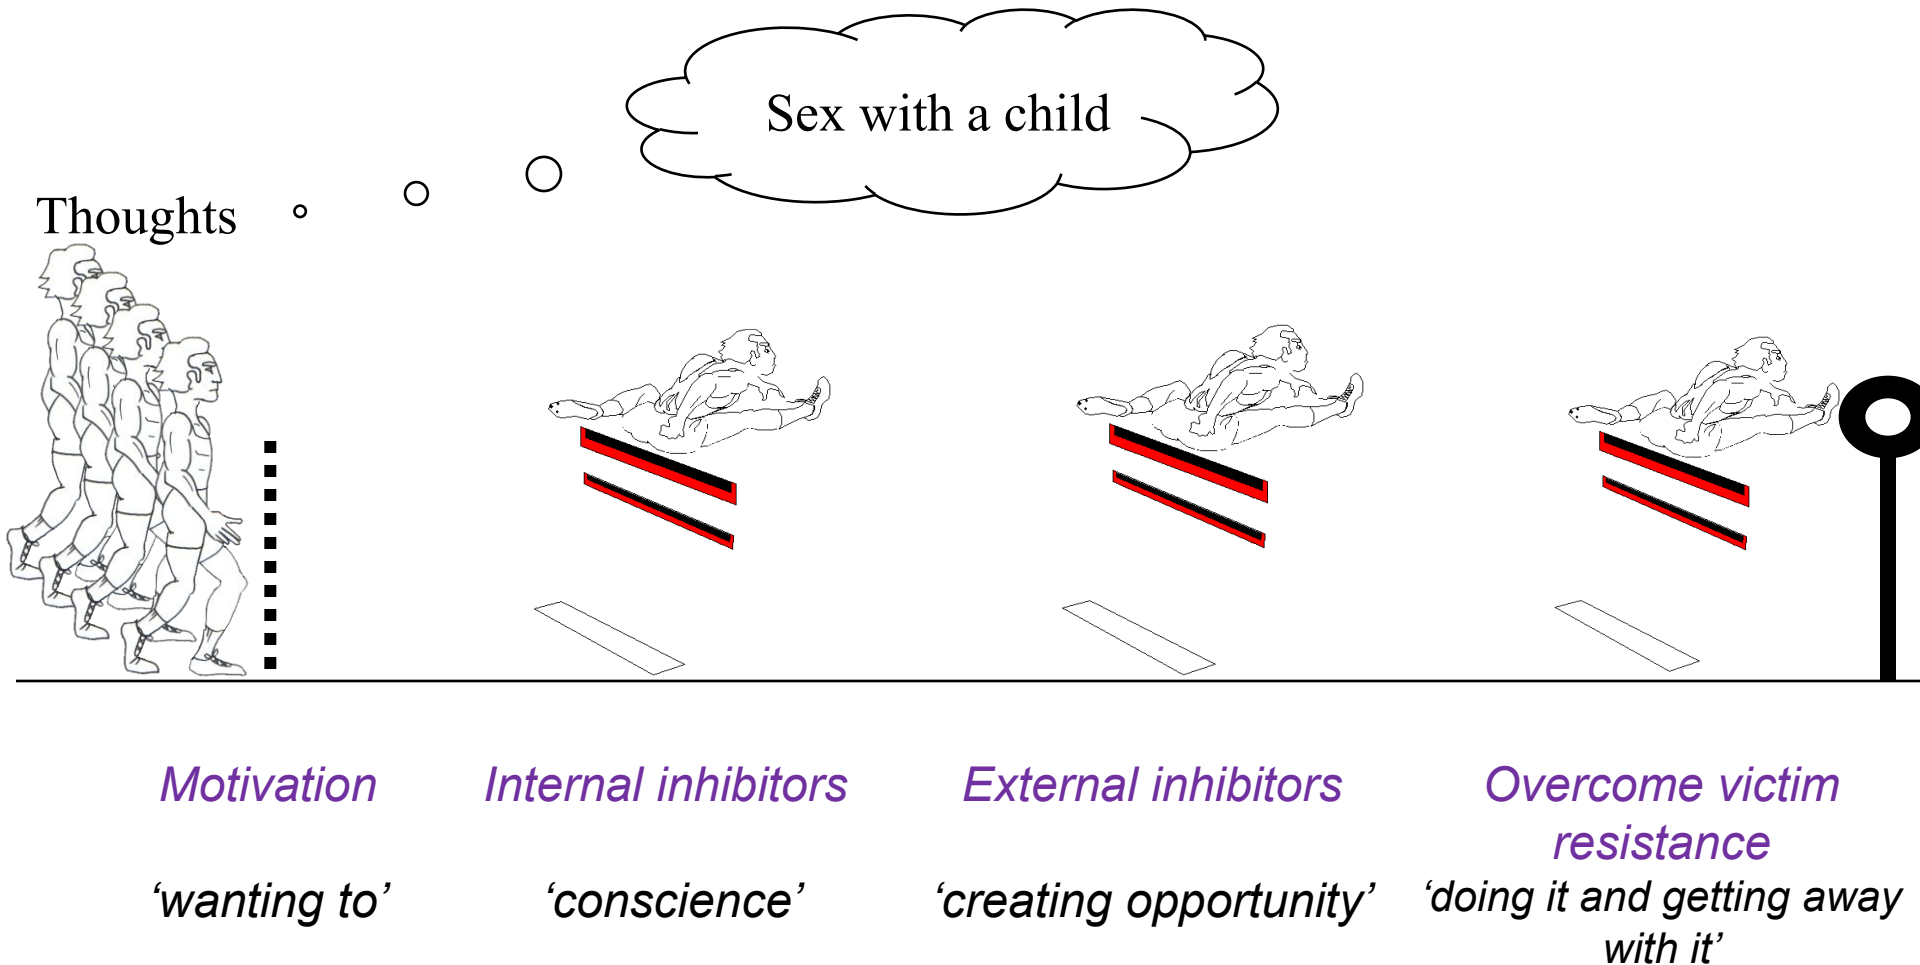 Sex with a child
Thoughts
Motivation
Internal inhibitors
External inhibitors
Overcome victim
resistance
‘wanting to’
‘conscience’
‘creating opportunity’
‘doing it and getting away
with it’